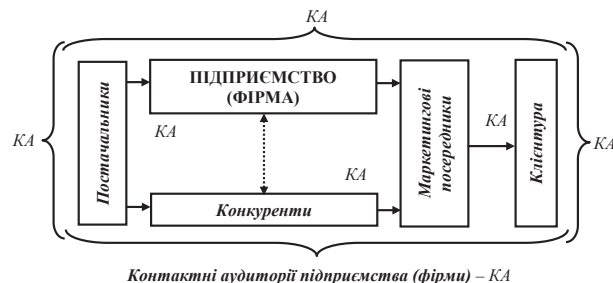 КА
ПІДПРИЄМСТВО
(ФІРМА)
Постачальники
КА
КА
КА
Маркетингові
посередники
КА
Клієнтура
КА
Конкуренти
Контактні аудиторії підприємства (фірми) – КА